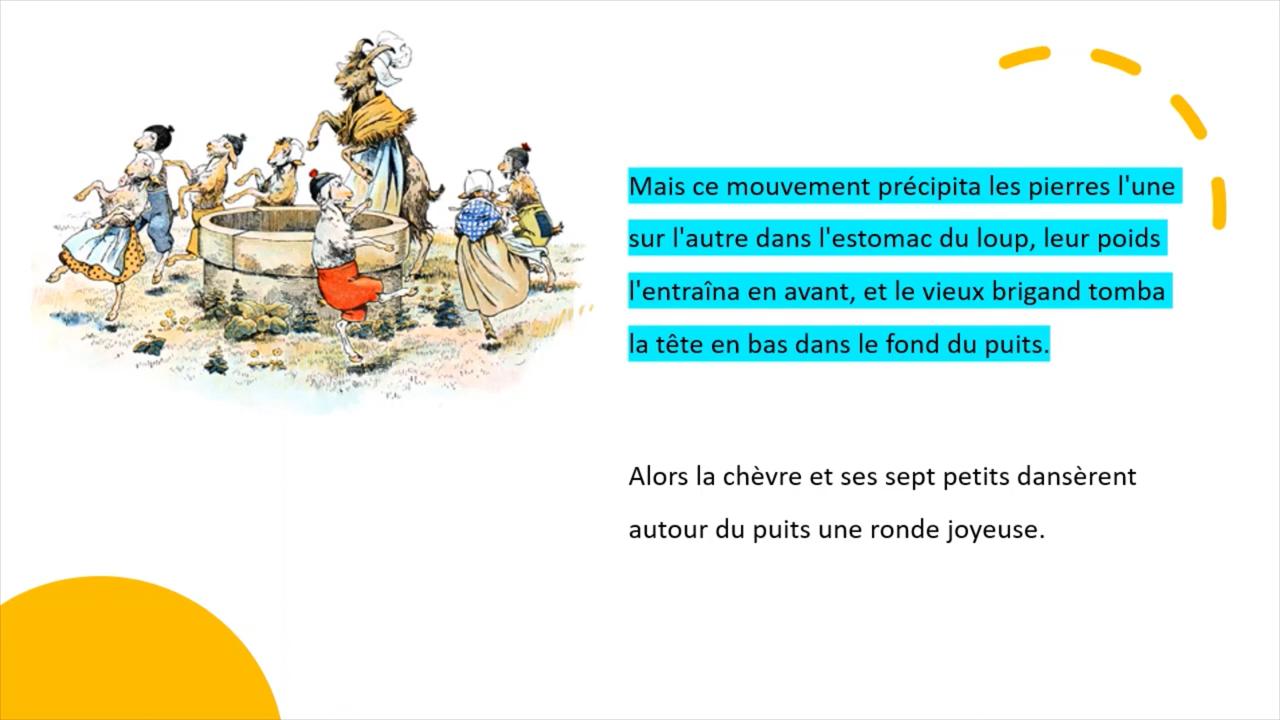 Mais ce mouvement précipita les pierres l'une
sur l'autre dans l'estomac du loup, leur poids
l'entraîna en avant, et le vieux brigand tomba
la tête en bas dans le fond du puits.
Alors la chèvre et ses sept petits dansèrent
autour du puits une ronde joyeuse.